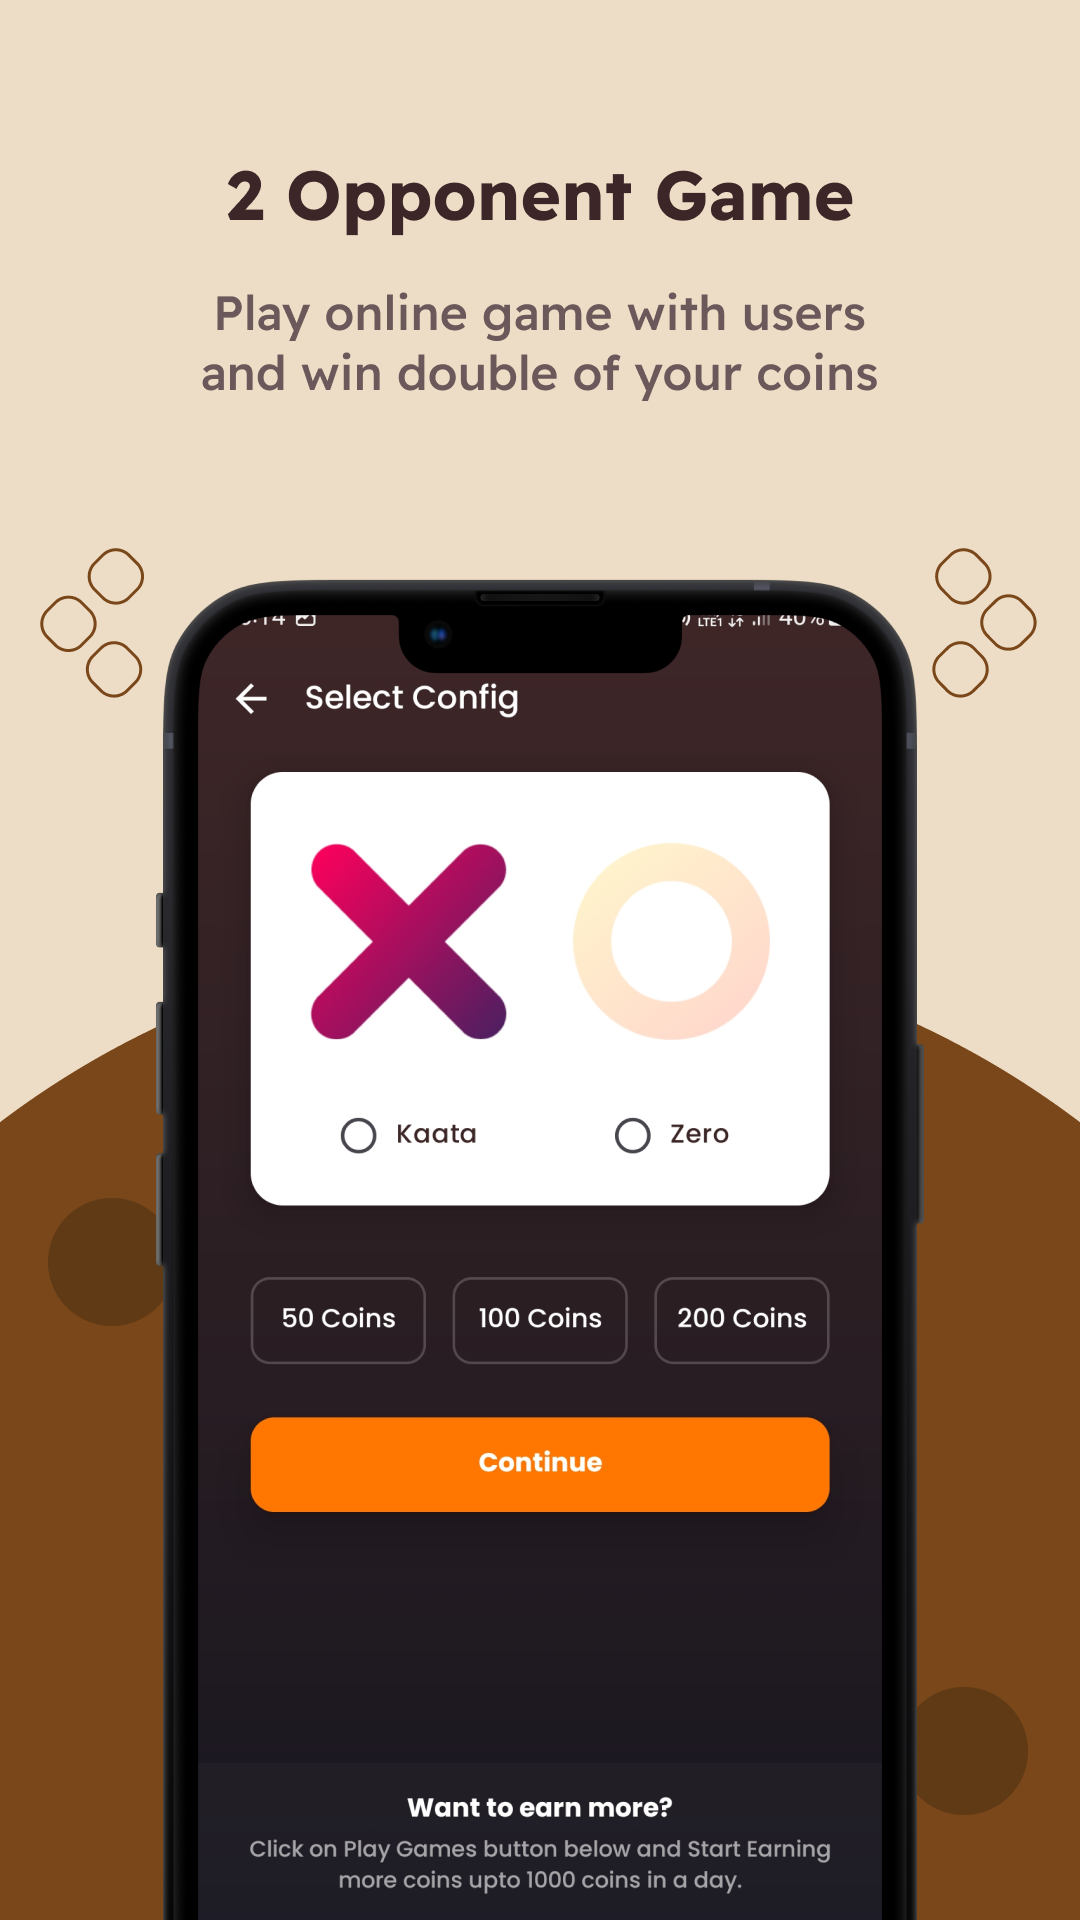 2 Opponent Game
Play online game with users
and win double of your coins
LTE1 40%
Select Config
Kaata
Zero
50 Coins
100 Coins
200 Coins
Continue
Want to earn more?
Click on Play Games button below and Start Earning
more coins upto 1000 coins in a day.